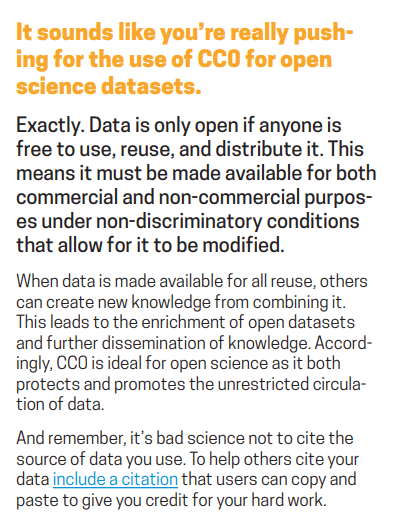 It sounds like you’re really push-
ing for the use of CC0 for open
science datasets.
Exactly. Data is only open if anyone is
free to use, reuse, and distribute it. This
means it must be made available for both
commercial and non-commercial purpos-
es under non-discriminatory conditions
that allow for it to be modified.
When data is made available for all reuse, others
can create new knowledge from combining it.
This leads to the enrichment of open datasets
and further dissemination of knowledge. Accord-
ingly, CC0 is ideal for open science as it both
protects and promotes the unrestricted circula-
tion of data.
And remember, it’s bad science not to cite the
source of data you use. To help others cite your
data include a citation that users can copy and
paste to give you credit for your hard work.